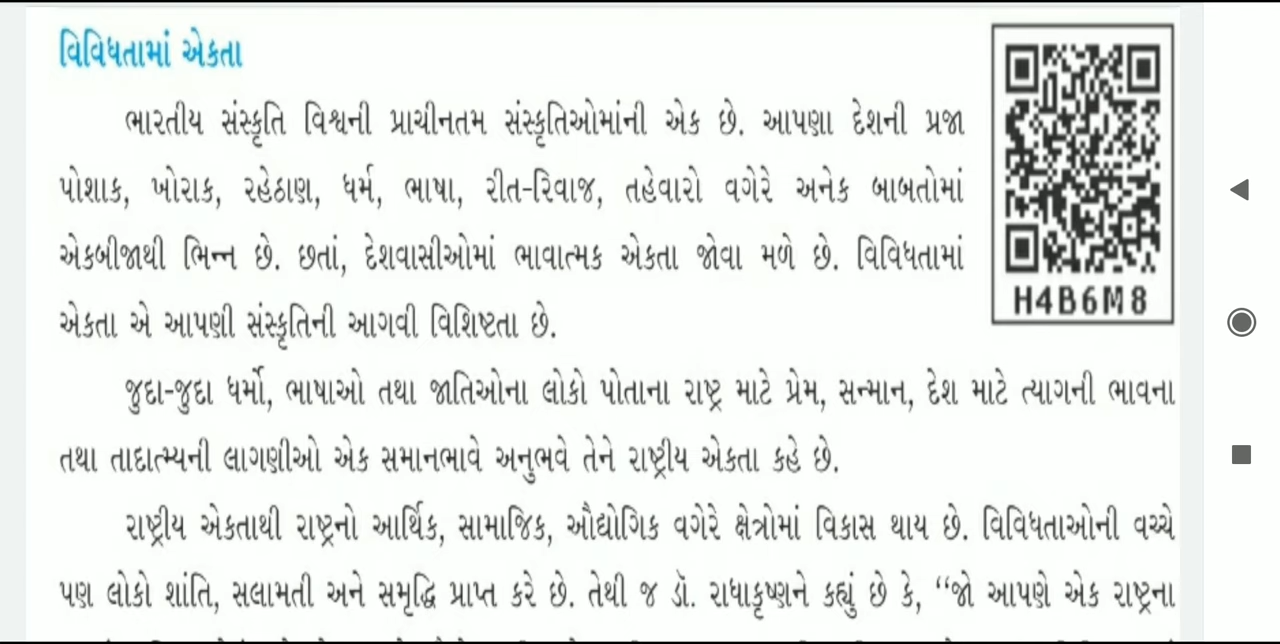 વિવિધતામાં એકતા
ભારતીય સંસ્કૃતિ વિશ્વની પ્રાચીનતમ સંસ્કૃતિઓમાંની એક છે. આપણા દેશની પ્રજા
પોશાક, ખોરાક, રહેઠાણ, ધર્મ, ભાષા, રીત-રિવાજ, તહેવારો વગેરે અનેક બાબતોમાં
એકબીજાથી ભિન્ન છે. છતાં, દેશવાસીઓમાં ભાવાત્મક એકતા જોવા મળે છે. વિવિધતામાં
એકતા એ આપણી સંસ્કૃતિની આગવી વિશિષ્ટતા છે.
H4B6M8
જુદા-જુદા ધર્મો, ભાષાઓ તથા જાતિઓના લોકો પોતાના રાષ્ટ્ર માટે પ્રેમ, સન્માન, દેશ માટે ત્યાગની ભાવના
તથા તાદાત્મ્યની લાગણીઓ એક સમાનભાવે અનુભવે તેને રાષ્ટ્રીય એકતા કહે છે.
રાષ્ટ્રીય એકતાથી રાષ્ટ્રનો આર્થિક, સામાજિક, ઔદ્યોગિક વગેરે ક્ષેત્રોમાં વિકાસ થાય છે. વિવિધતાઓની વચ્ચે
પણ લોકો શાંતિ, સલામતી અને સમૃદ્ધિ પ્રાપ્ત કરે છે. તેથી જ ડૉ. રાધાકૃષ્ણને કહ્યું છે કે, “જો આપણે એક રાષ્ટ્રના